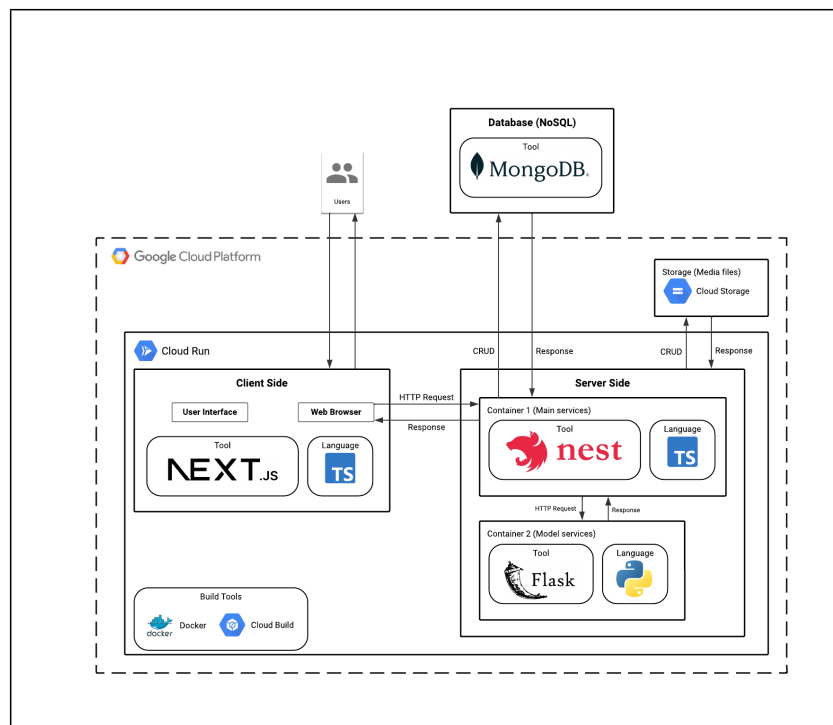 Database (NoSQL)
Tool
MongoDB®
Users
Google Cloud Platform
Storage (Media files)
Cloud Storage
Cloud Run
CRUD
Response
CRUD
Response
Client Side
Server Side
HTTP Request
Response
User Interface
Web Browser
Container 1 (Main services)
Tool
NEXT.JS
Language
TS
Tool
nest
Language
TS
HTTP Request
Response
Container 2 (Model services)
Tool
Flask
Language
Build Tools
docker
Docker
Cloud Build